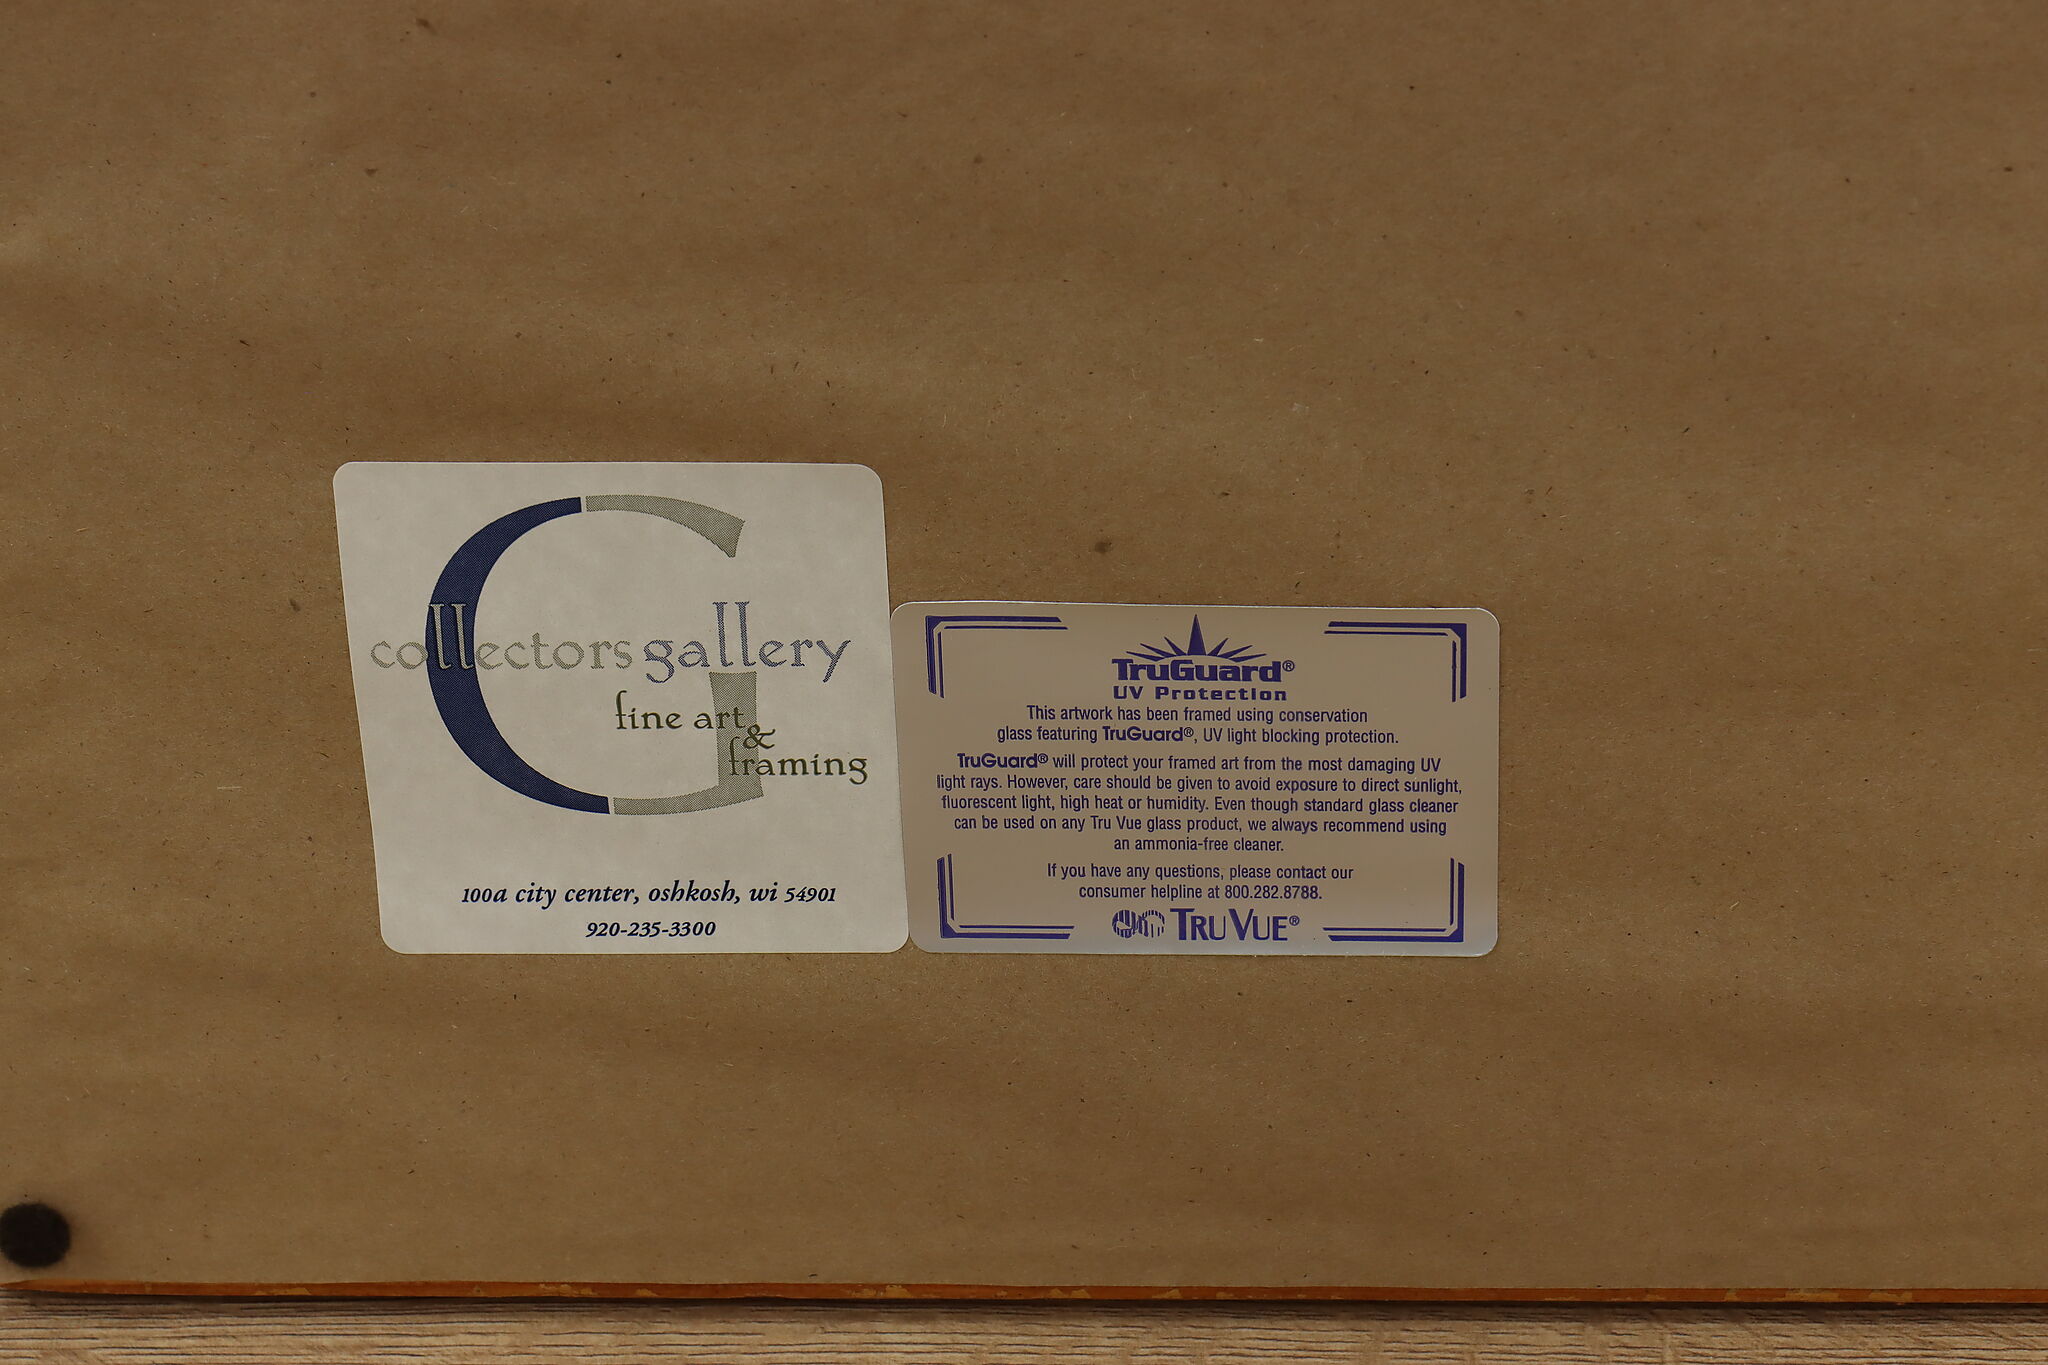 collectors gallery
fine art
&
framing
100a city center, oshkosh, wi 54901
920-235-3300
TruGuard®
UV Protection
This artwork has been framed using conservation
glass featuring TruGuard®, UV light blocking protection.
TruGuard® will protect your framed art from the most damaging UV
light rays. However, care should be given to avoid exposure to direct sunlight,
fluorescent light, high heat or humidity. Even though standard glass cleaner
can be used on any Tru Vue glass product, we always recommend using
an ammonia-free cleaner.
If you have any questions, please contact our
consumer helpline at 800.282.8788.
TRU VUE®